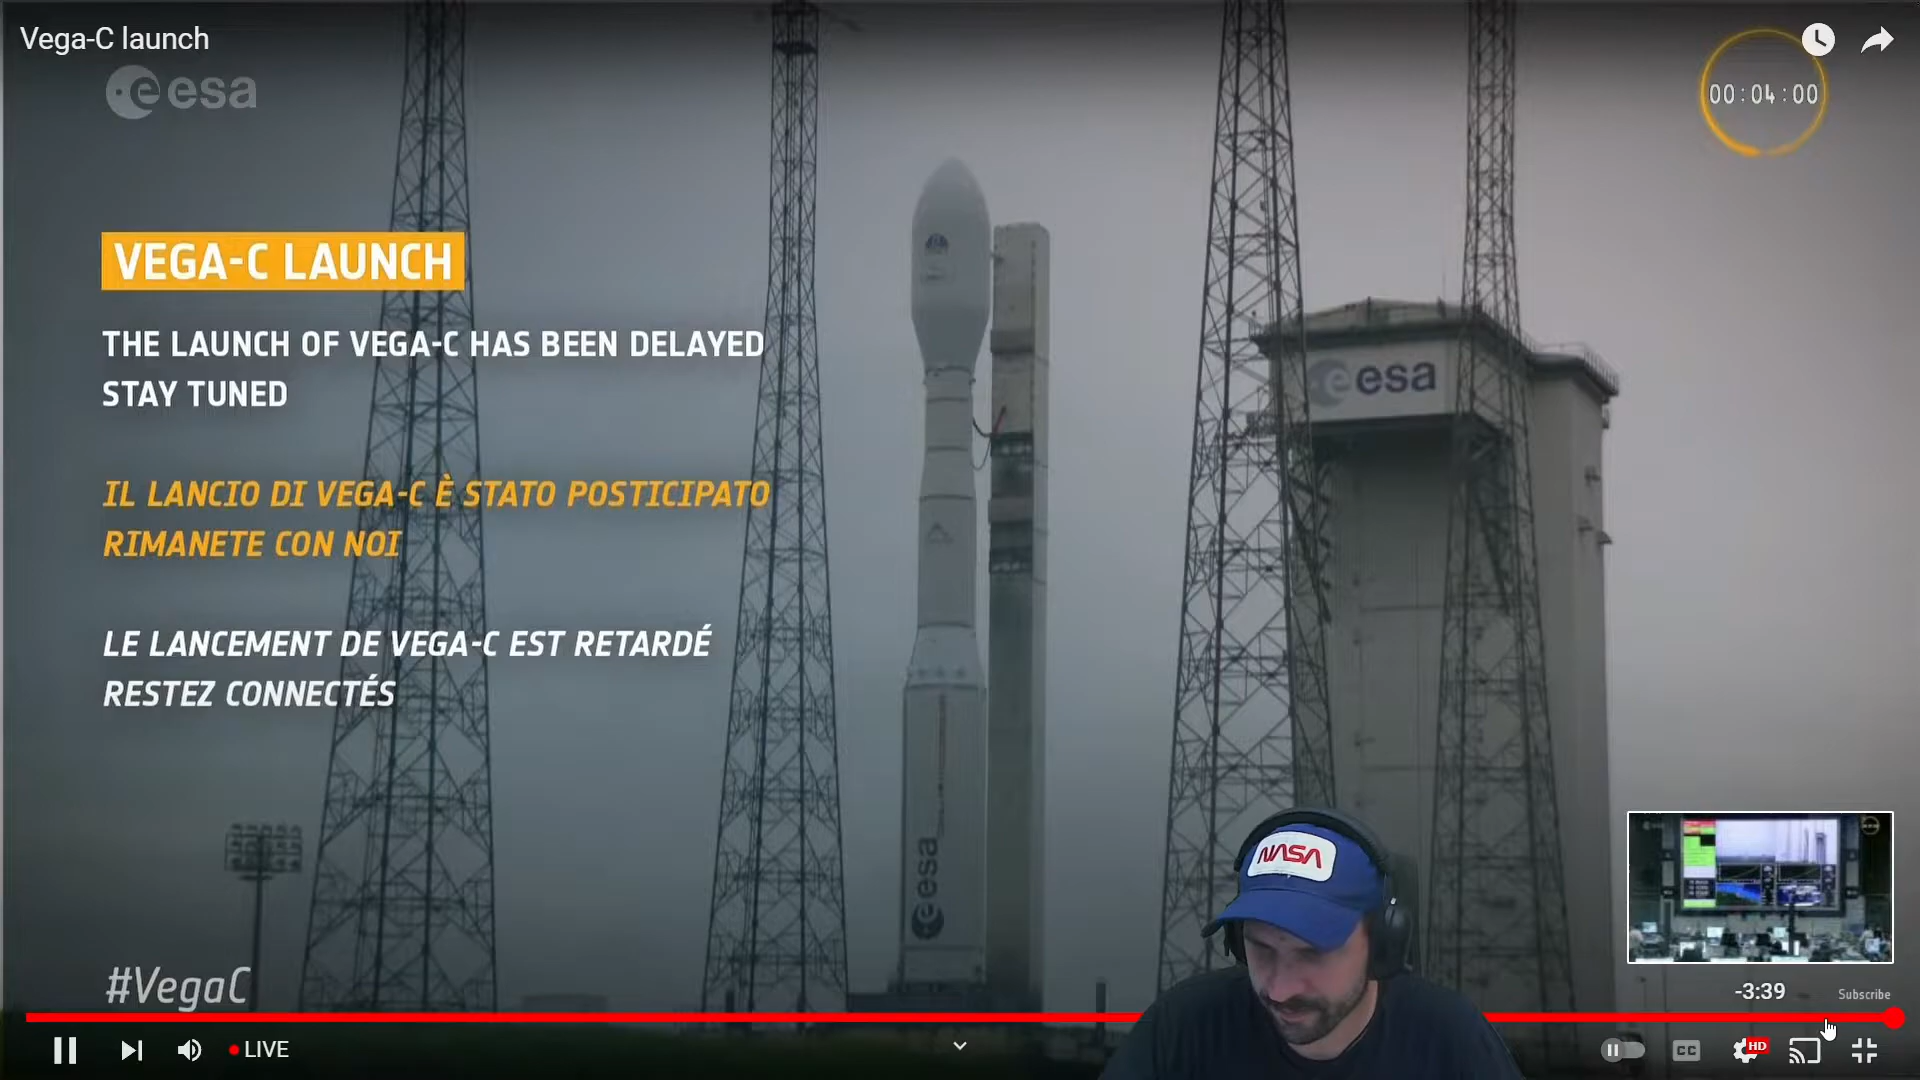 Vega-C launch
esa
00:04:00
VEGA-C LAUNCH
THE LAUNCH OF VEGA-C HAS BEEN DELAYED
STAY TUNED
IL LANCIO DI VEGA-C È STATO POSTICIPATO
RIMANETE CON NOI
LE LANCEMENT DE VEGA-C EST RETARDÉ
RESTEZ CONNECTÉS
esa
esa
NASA
#VegaC
-3:39
Subscribe
LIVE
CC
HD